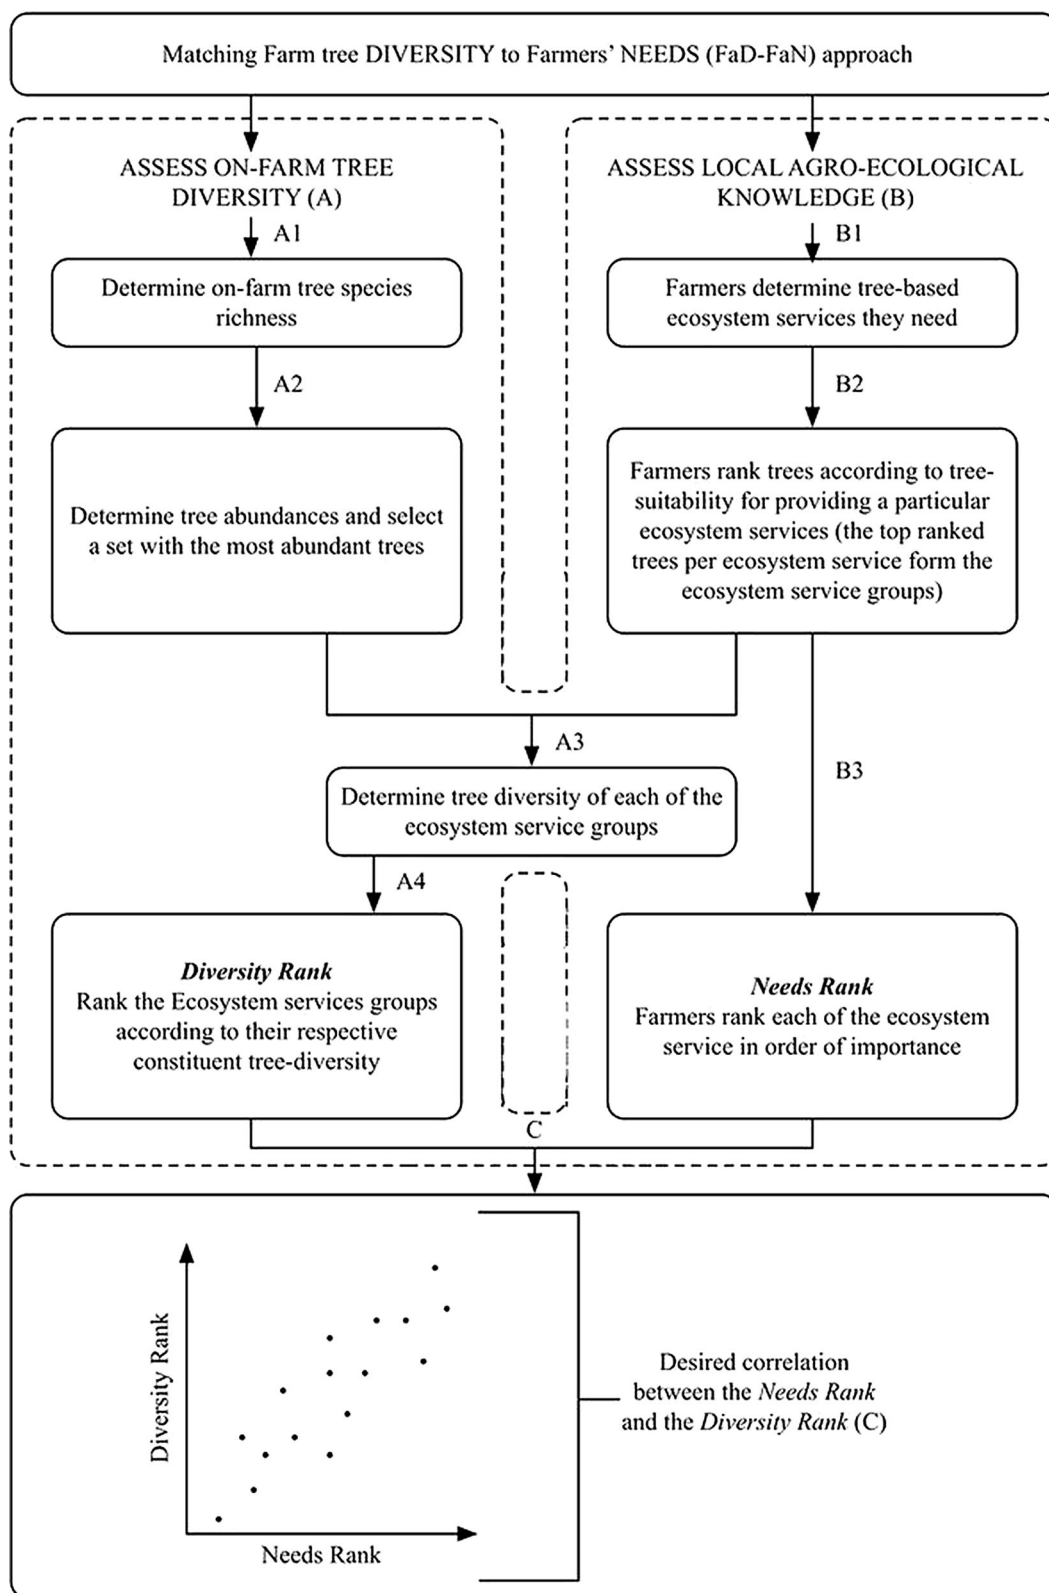 Matching Farm tree DIVERSITY to Farmers’ NEEDS (FaD-FaN) approach
ASSESS ON-FARM TREE
DIVERSITY (A)
A1
Determine on-farm tree species
richness
A2
Determine tree abundances and select
a set with the most abundant trees
ASSESS LOCAL AGRO-ECOLOGICAL
KNOWLEDGE (B)
B1
Farmers determine tree-based
ecosystem services they need
B2
Farmers rank trees according to tree-
suitability for providing a particular
ecosystem services (the top ranked
trees per ecosystem service form the
ecosystem service groups)
A3
B3
Determine tree diversity of each of the
ecosystem service groups
A4
Diversity Rank
Rank the Ecosystem services groups
according to their respective
constituent tree-diversity
Needs Rank
Farmers rank each of the ecosystem
service in order of importance
C
Diversity Rank
Needs Rank
Desired correlation
between the Needs Rank
and the Diversity Rank (C)